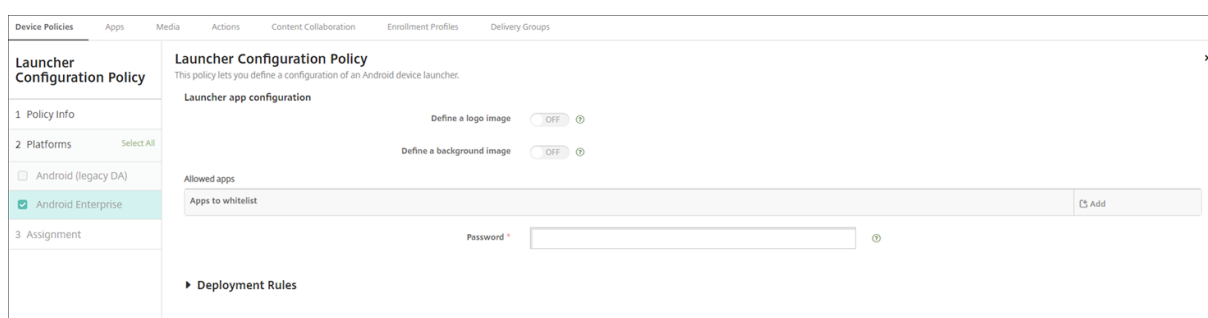 Device Policies Apps Media Actions Content Collaboration Enrollment Profiles Delivery Groups
Launcher
Configuration Policy
1 Policy Info
2 Platforms Select All
Android (legacy DA)
Android Enterprise
3 Assignment
Launcher Configuration Policy
This policy lets you define a configuration of an Android device launcher.
Launcher app configuration
Define a logo image OFF ?
Define a background image OFF ?
Allowed apps
Apps to whitelist Add
Password * ?
Deployment Rules